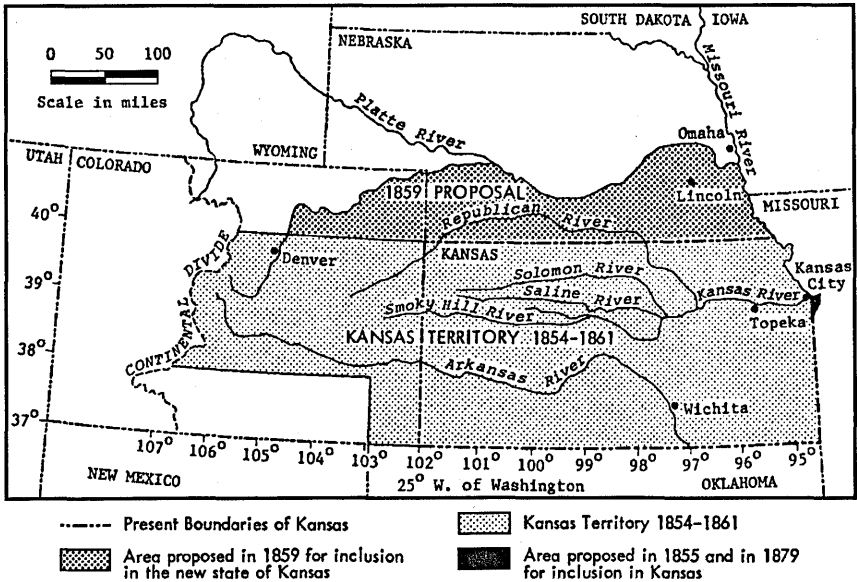 SOUTH DAKOTA
IOWA
NEBRASKA
0 50 100
Scale in miles
Missouri River
Platte River
Omaha
WYOMING
UTAH
COLORADO
1859 PROPOSAL
Lincoln
MISSOURI
40°
Republican River
Denver
KANSAS
Kansas City
39°
Solomon River
Saline River
Kansas River
Smoky Hill River
Topeka
KANSAS TERRITORY 1854-1861
38°
CONTINENTAL DIVIDE
Arkansas River
Wichita
37°
107° 106° 105° 104° 103° 102° 101° 100° 99° 98° 97° 96° 95°
NEW MEXICO
25° W. of Washington
OKLAHOMA
Present Boundaries of Kansas
Kansas Territory 1854-1861
Area proposed in 1859 for inclusion
in the new state of Kansas
Area proposed in 1855 and in 1879
for inclusion in Kansas